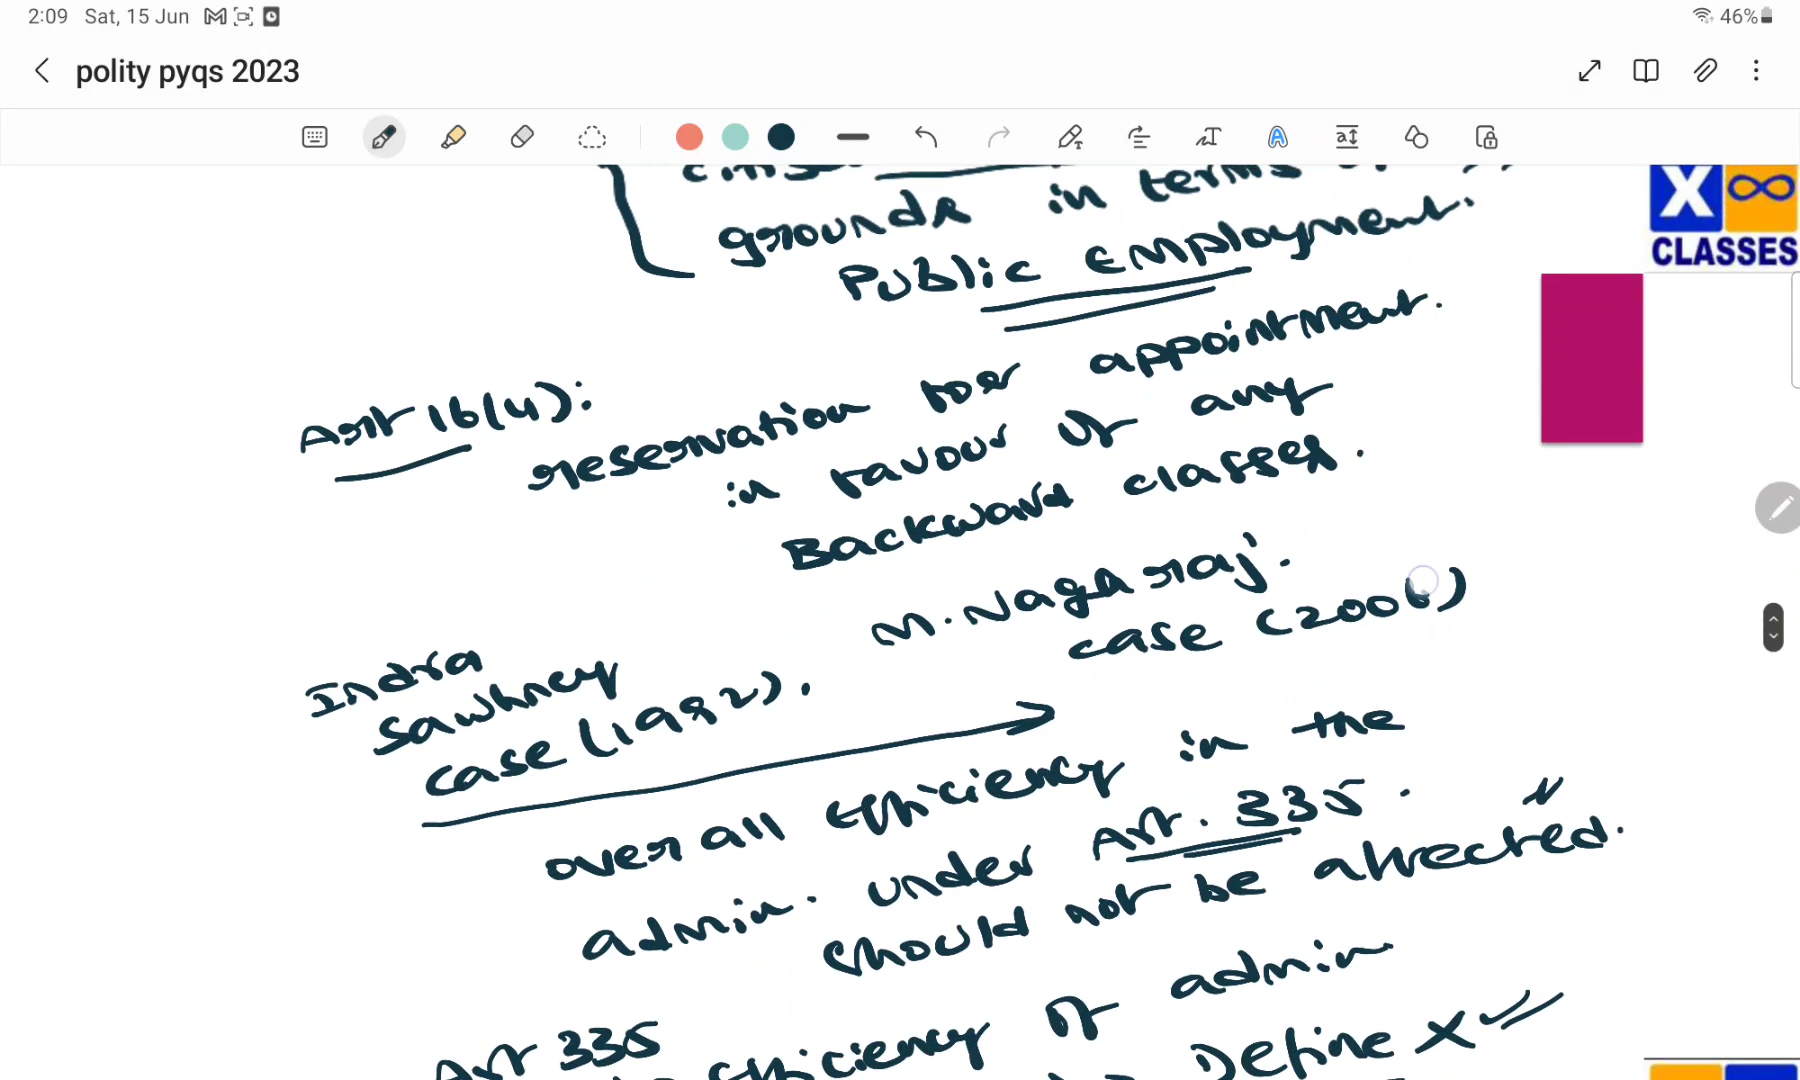 2:09 Sat, 15 Jun
46%
polity pyqs 2023
X ∞
CLASSES
grounds in terms
Public Employment.
Art 16(4):
reservation for appointment.
in favour of any
Backward classes.
M. Nagaraj.
case (2006)
Indra
Sawhney
case (1992).
over all efficiency in the
admin. under Art. 335.
should not be affected.
Art 335
efficiency of admin
Define X